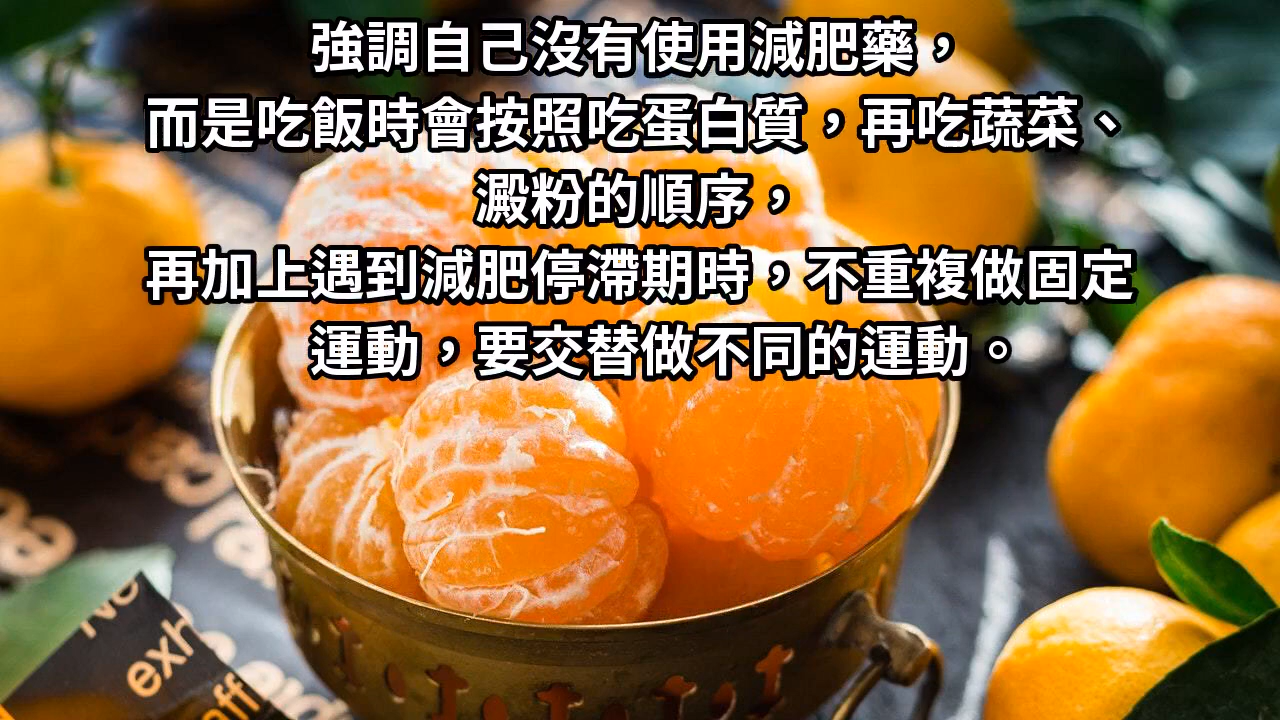 強調自己沒有使用減肥藥，
而是吃飯時會按照吃蛋白質，再吃蔬菜、
澱粉的順序，
再加上遇到減肥停滯期時，不重複做固定
運動，要交替做不同的運動。
exh